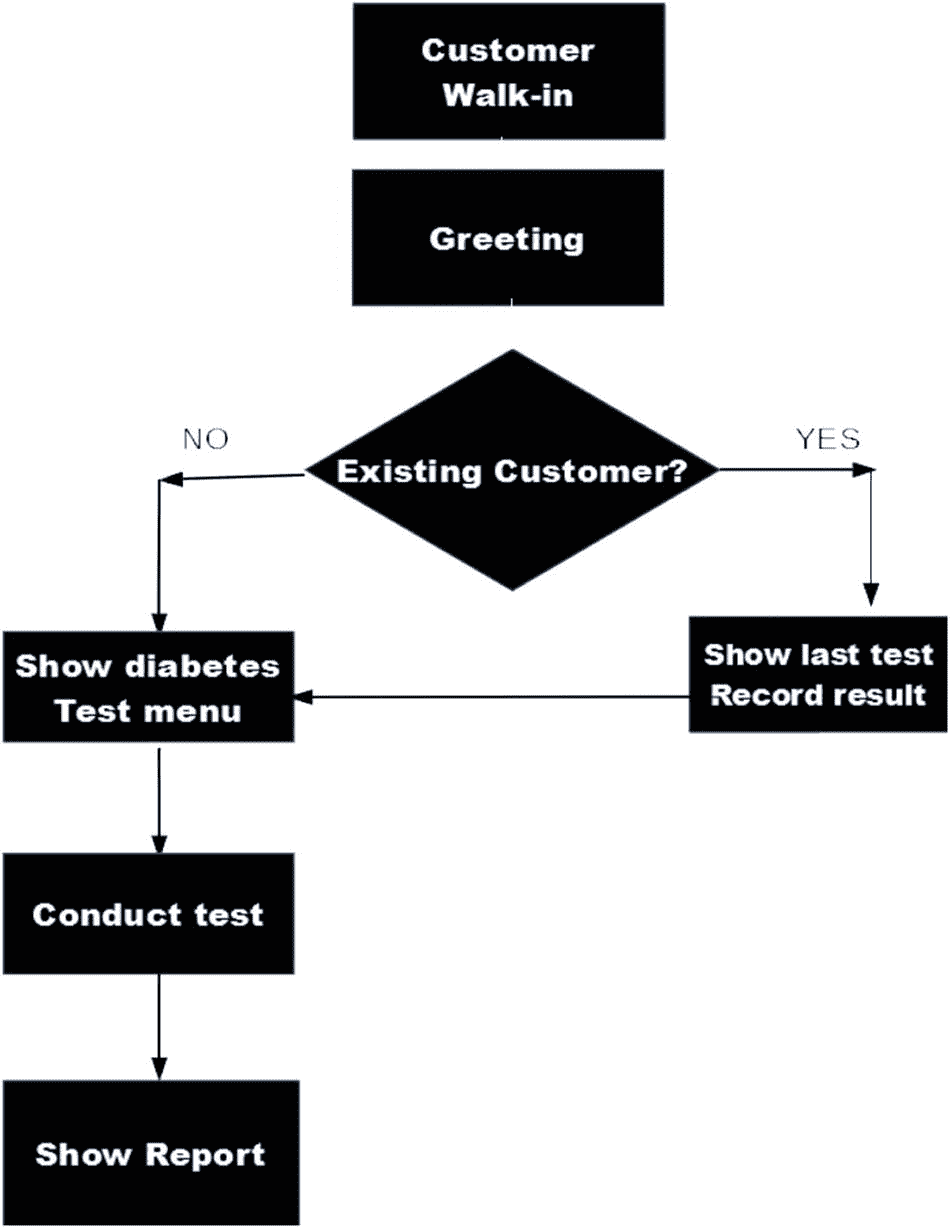 Customer
Walk-in
Greeting
Existing Customer?
NO
YES
Show diabetes
Test menu
Show last test
Record result
Conduct test
Show Report